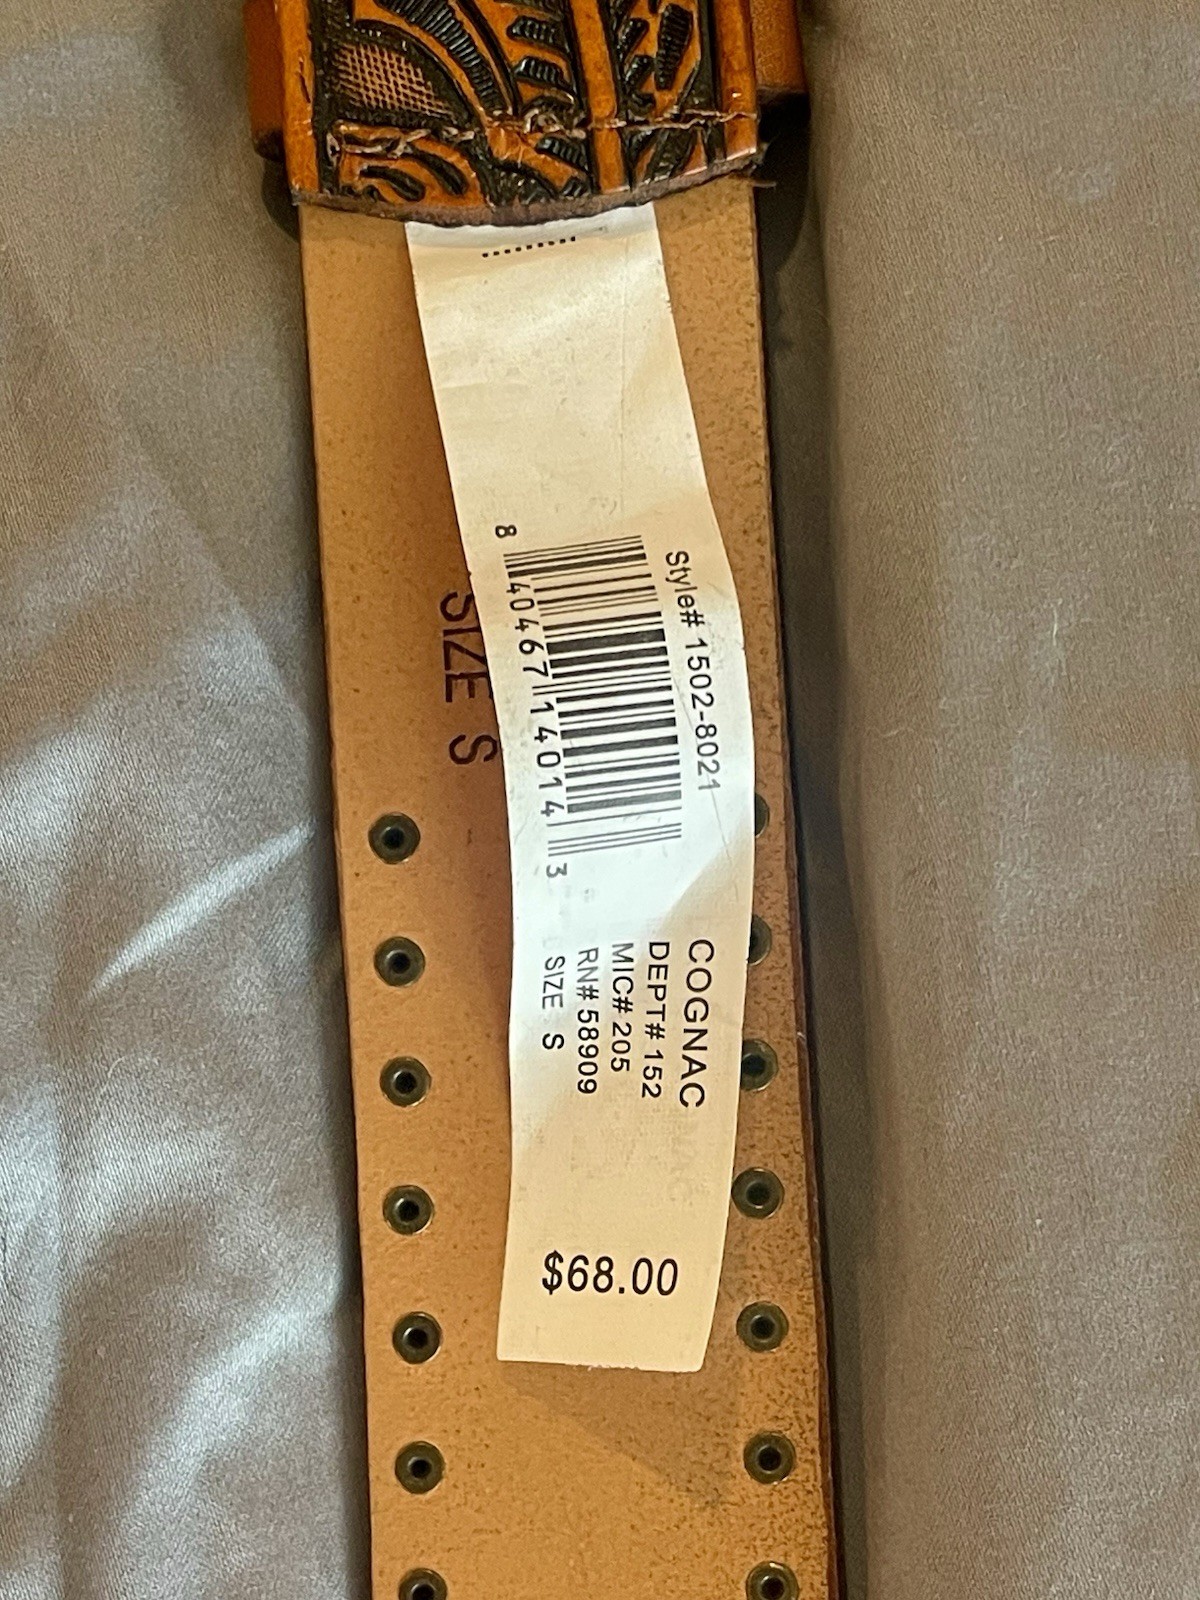 Style# 1502-8021
8 40467 14014 3
COGNAC
DEPT# 152
MIC# 205
RN# 58909
SIZE S
$68.00
SIZE S